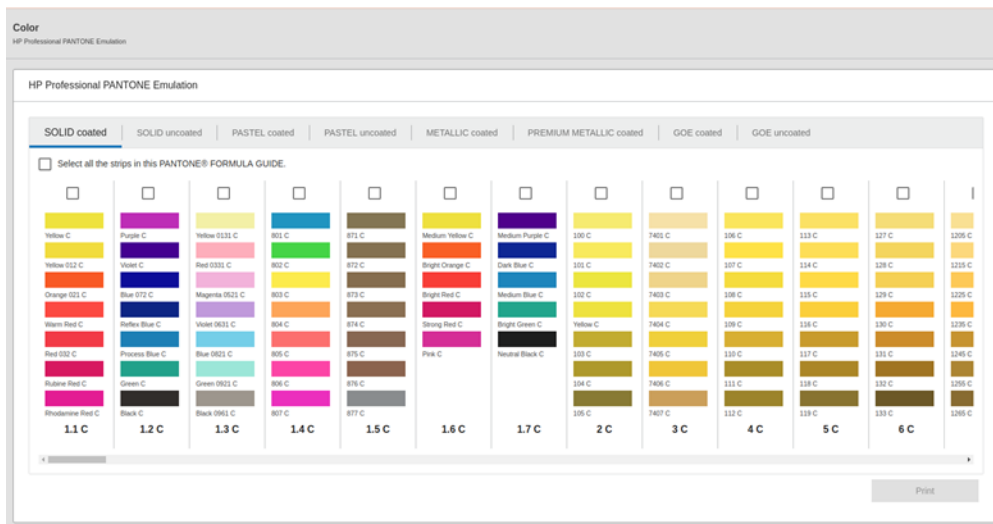 Color
HP Professional PANTONE Emulation
HP Professional PANTONE Emulation
SOLID coated SOLID uncoated PASTEL coated PASTEL uncoated METALLIC coated PREMIUM METALLIC coated GOE coated GOE uncoated
Select all the strips in this PANTONE® FORMULA GUIDE.
Yellow C Purple C Yellow 0131 C 801 C 871 C Medium Yellow C Medium Purple C 100 C 7401 C 106 C 113 C 127 C 1205 C
Yellow 012 C Violet C Red 0331 C 802 C 872 C Bright Orange C Dark Blue C 101 C 7402 C 107 C 114 C 128 C 1215 C
Orange 021 C Blue 072 C Magenta 0521 C 803 C 873 C Bright Red C Medium Blue C 102 C 7403 C 108 C 115 C 129 C 1225 C
Warm Red C Reflex Blue C Violet 0631 C 804 C 874 C Strong Red C Bright Green C Yellow C 7404 C 109 C 116 C 130 C 1235 C
Red 032 C Process Blue C Blue 0821 C 805 C 875 C Pink C Neutral Black C 103 C 7405 C 110 C 117 C 131 C 1245 C
Rubine Red C Green C Green 0921 C 806 C 876 C 104 C 7406 C 111 C 118 C 132 C 1255 C
Rhodamine Red C Black C Black 0961 C 807 C 877 C 105 C 7407 C 112 C 119 C 133 C 1265 C
1.1 C 1.2 C 1.3 C 1.4 C 1.5 C 1.6 C 1.7 C 2 C 3 C 4 C 5 C 6 C
Print